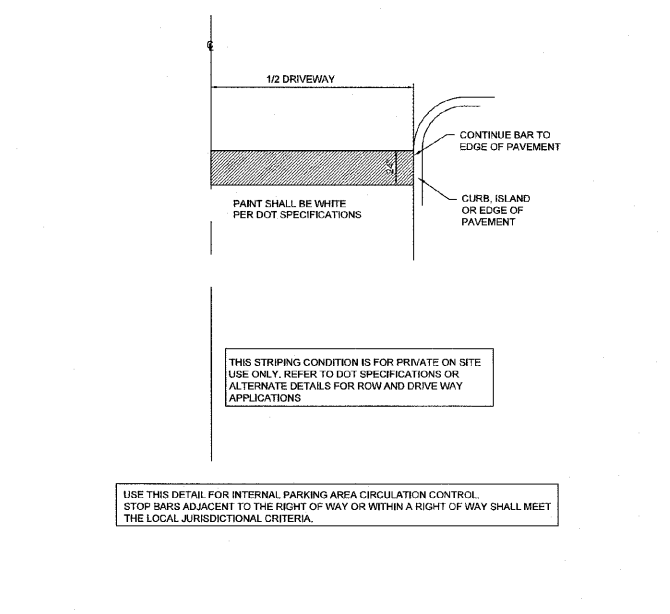 ℄
1/2 DRIVEWAY
CONTINUE BAR TO
EDGE OF PAVEMENT
24"
CURB, ISLAND
OR EDGE OF
PAVEMENT
PAINT SHALL BE WHITE
PER DOT SPECIFICATIONS
THIS STRIPING CONDITION IS FOR PRIVATE ON SITE
USE ONLY. REFER TO DOT SPECIFICATIONS OR
ALTERNATE DETAILS FOR ROW AND DRIVE WAY
APPLICATIONS
USE THIS DETAIL FOR INTERNAL PARKING AREA CIRCULATION CONTROL.
STOP BARS ADJACENT TO THE RIGHT OF WAY OR WITHIN A RIGHT OF WAY SHALL MEET
THE LOCAL JURISDICTIONAL CRITERIA.